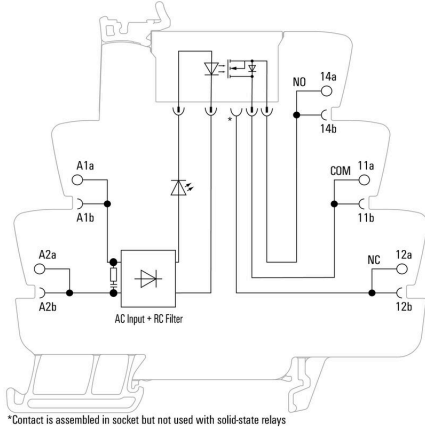 NO
14a
14b
*
A1a
A1b
COM
11a
11b
A2a
A2b
NC
12a
12b
AC Input + RC Filter
*Contact is assembled in socket but not used with solid-state relays